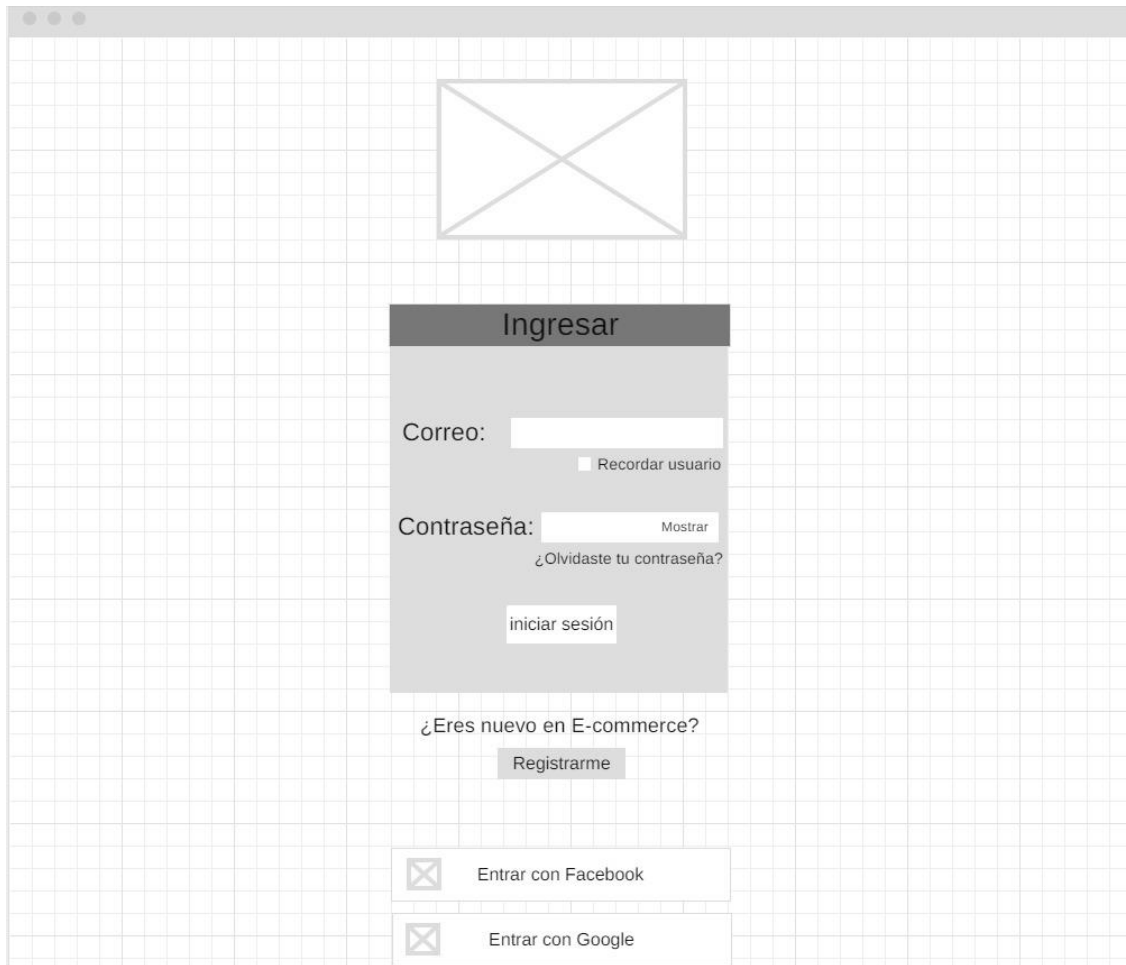 Ingresar
Correo:
Recordar usuario
Contraseña:
Mostrar
¿Olvidaste tu contraseña?
iniciar sesión
¿Eres nuevo en E-commerce?
Registrarme
Entrar con Facebook
Entrar con Google